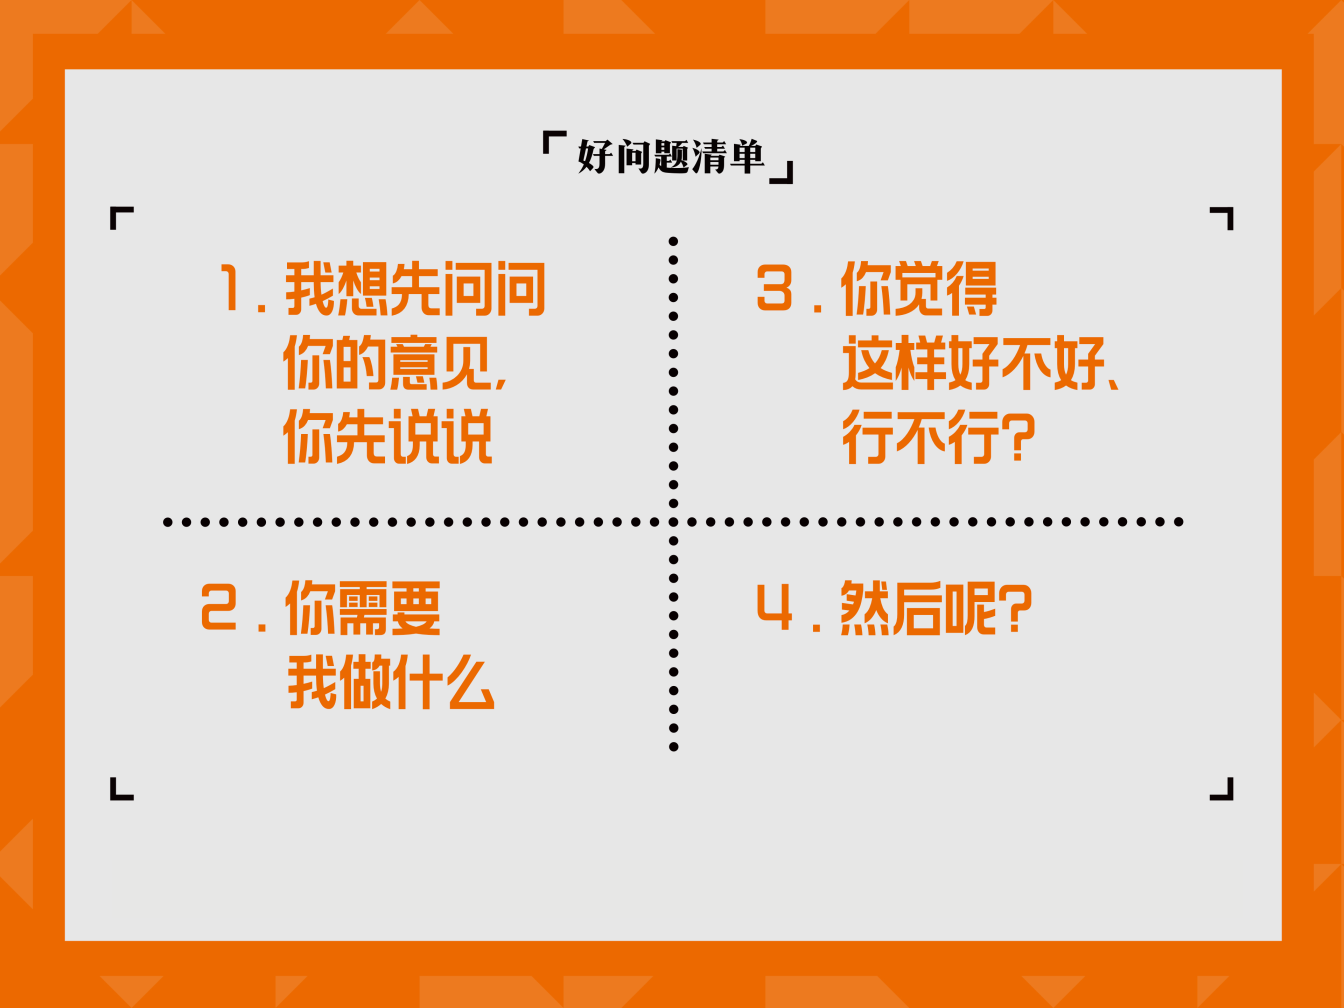 「好问题清单」
1.我想先问问
你的意见,
你先说说
2.你需要
我做什么
3.你觉得
这样好不好、
行不行?
4.然后呢?